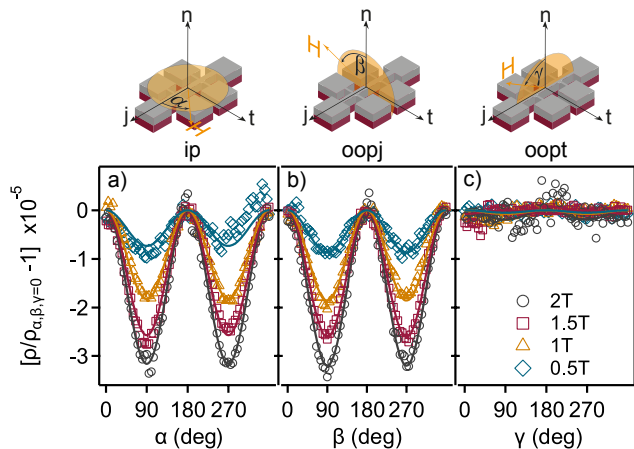 n n n
H β H γ
α H
j t j t j t
ip oopj oopt
a) b) c)
[ρ/ρα,β,γ=0 -1] x10-5
0
-1
-2
-3
2T
1.5T
1T
0.5T
0 90 180 270 0 90 180 270 0 90 180 270
α (deg) β (deg) γ (deg)